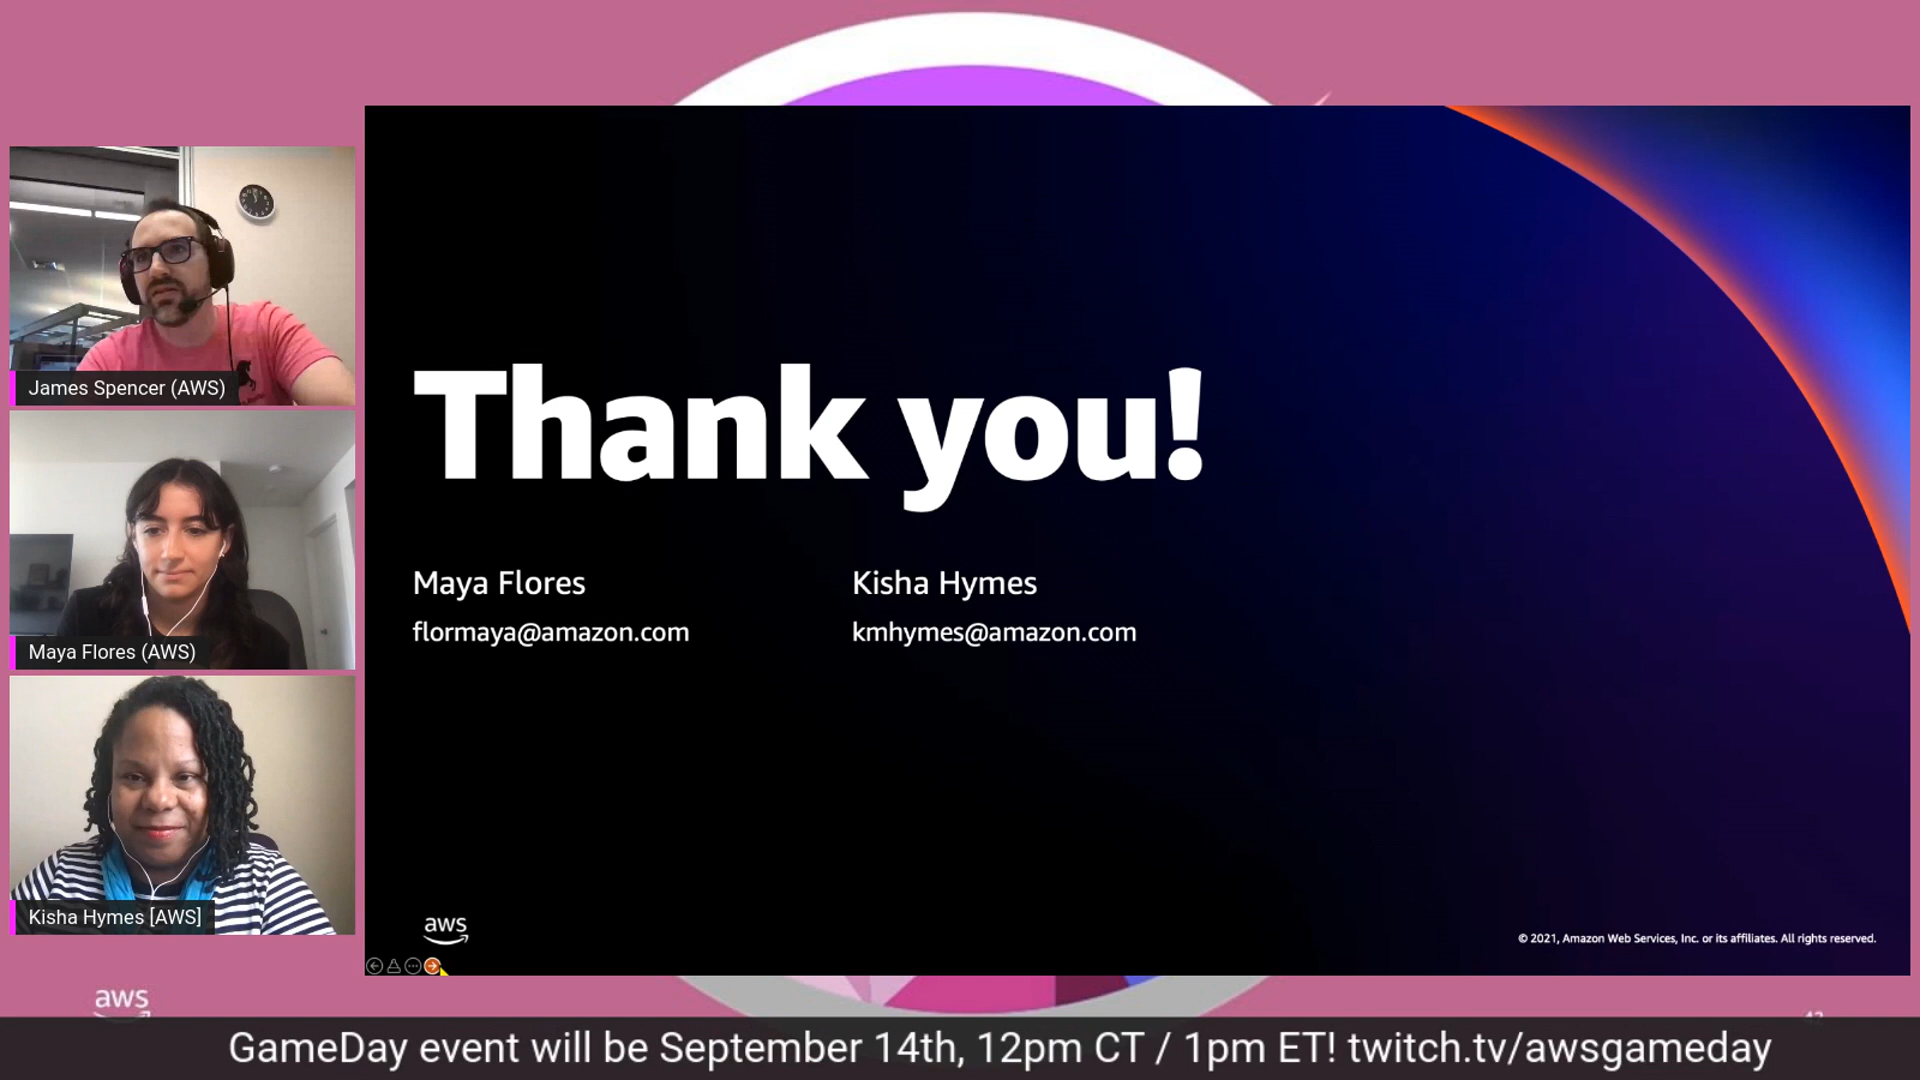 James Spencer (AWS)
Maya Flores (AWS)
Kisha Hymes [AWS]
Thank you!
Maya Flores
flormaya@amazon.com
Kisha Hymes
kmhymes@amazon.com
aws
© 2021, Amazon Web Services, Inc. or its affiliates. All rights reserved.
aws
GameDay event will be September 14th, 12pm CT / 1pm ET! twitch.tv/awsgameday